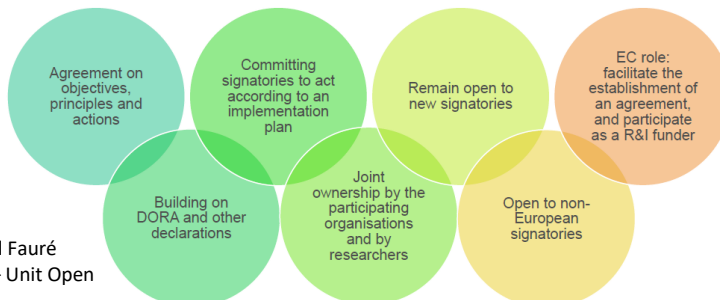 Agreement on
objectives,
principles and
actions
Building on
DORA and other
declarations
Committing
signatories to act
according to an
implementation
plan
Joint
ownership by the
participating
organisations
and by
researchers
Remain open to
new signatories
Open to non-
European
signatories
EC role:
facilitate the
establishment of
an agreement,
and participate
as a R&I funder
Fauré
Unit Open